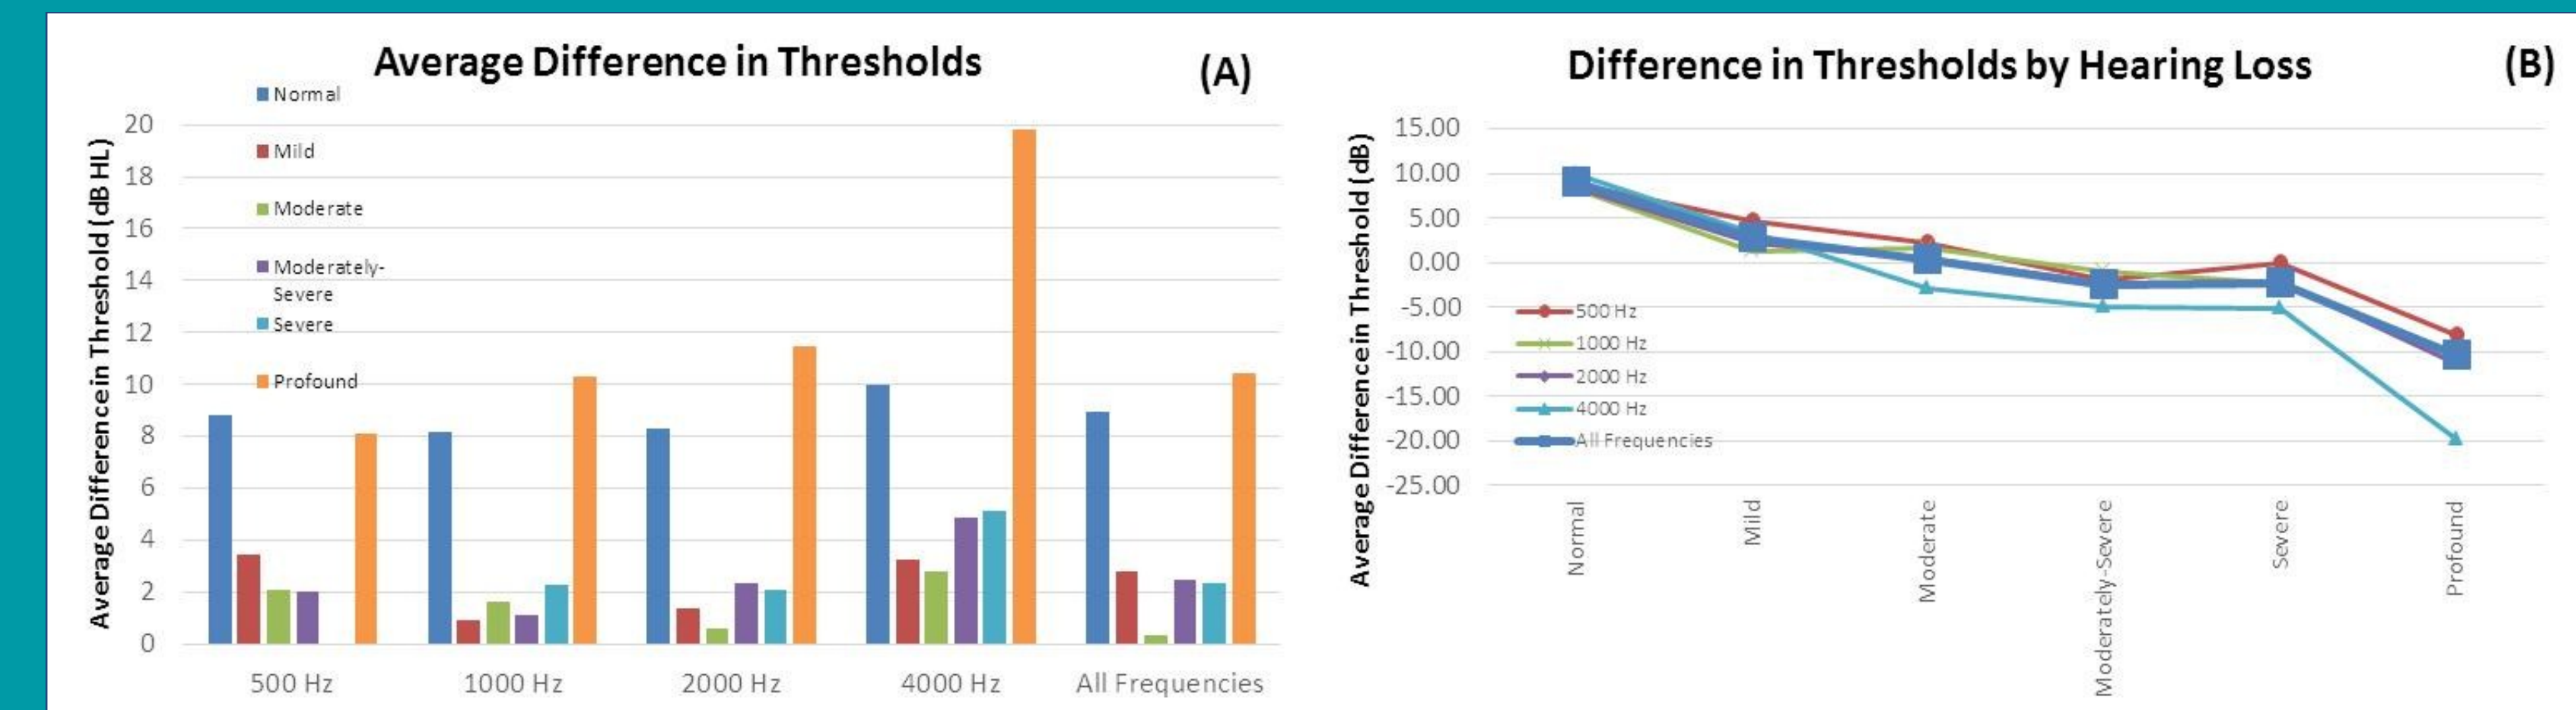 Average Difference in Thresholds
(A)
Normal
Mild
Moderate
Moderately-
Severe
Severe
Profound
Average Difference in Threshold (dB HL)
20
18
16
14
12
10
8
6
4
2
0
500 Hz
1000 Hz
2000 Hz
4000 Hz
All Frequencies
Difference in Thresholds by Hearing Loss
(B)
Average Difference in Threshold (dB)
15.00
10.00
5.00
0.00
-5.00
-10.00
-15.00
-20.00
-25.00
500 Hz
1000 Hz
2000 Hz
4000 Hz
All Frequencies
Normal
Mild
Moderate
Moderately-Severe
Severe
Profound